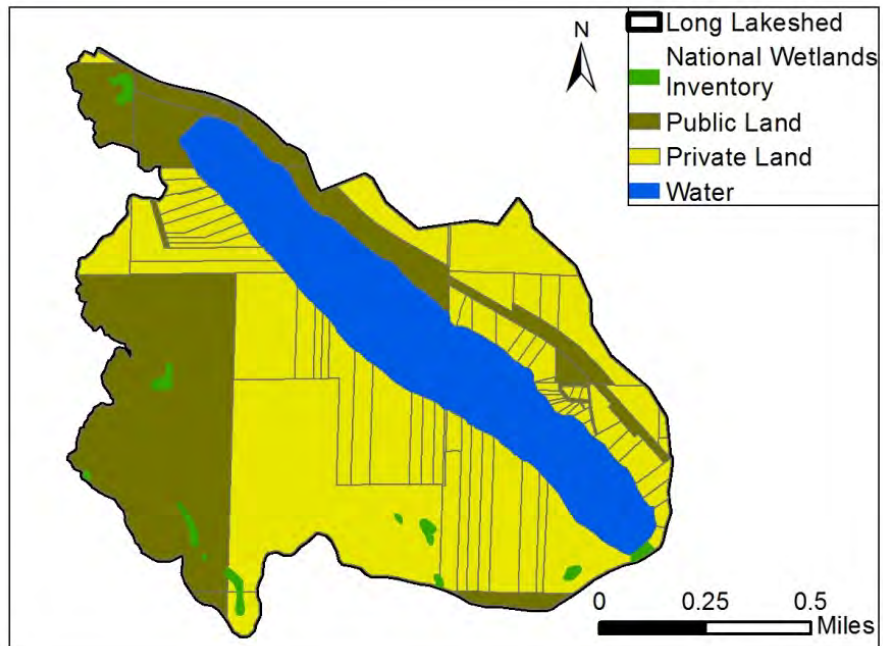 N
Long Lakeshed
National Wetlands
Inventory
Public Land
Private Land
Water
0 0.25 0.5
Miles